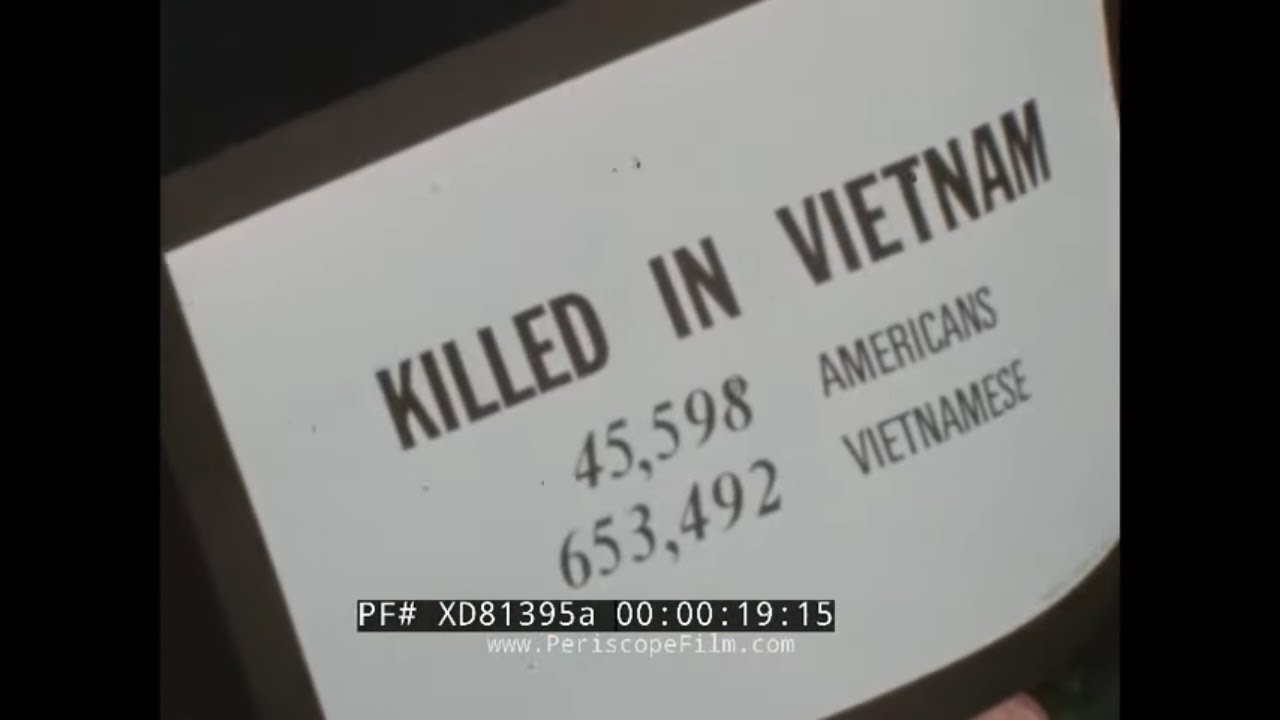 KILLED IN VIETNAM
45,598 AMERICANS
653,492 VIETNAMESE
PF# XD81395a 00:00:19:15
www.PeriscopeFilm.com